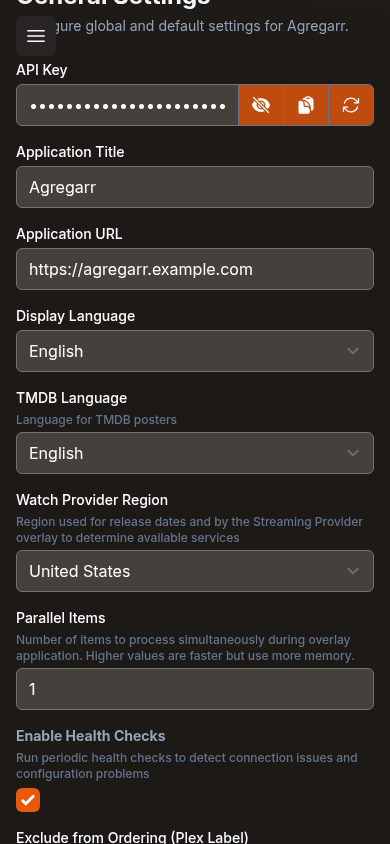 General Settings
gure global and default settings for Agregarr.
API Key
••••••••••••••••••••••
Application Title
Agregarr
Application URL
https://agregarr.example.com
Display Language
English
TMDB Language
Language for TMDB posters
English
Watch Provider Region
Region used for release dates and by the Streaming Provider
overlay to determine available services
United States
Parallel Items
Number of items to process simultaneously during overlay
application. Higher values are faster but use more memory.
1
Enable Health Checks
Run periodic health checks to detect connection issues and
configuration problems
Exclude from Ordering (Plex Label)